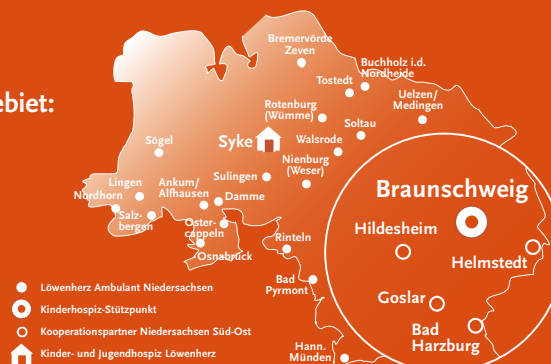 ebiet:
Bremervörde
Zeven
Buchholz i.d.
Nordheide
Tostedt
Uelzen/
Medingen
Rotenburg
(Wümme)
Soltau
Sögel
Syke
Walsrode
Nienburg
(Weser)
Sulingen
Lingen
Nordhorn
Ankum/
Alfhausen
Damme
Salz-
bergen
Oster-
cappeln
Osnabrück
Rinteln
Bad
Pyrmont
Hann.
Münden
Braunschweig
Hildesheim
Helmstedt
Goslar
Bad
Harzburg
Löwenherz Ambulant Niedersachsen
Kinderhospiz-Stützpunkt
Kooperationspartner Niedersachsen Süd-Ost
Kinder- und Jugendhospiz Löwenherz